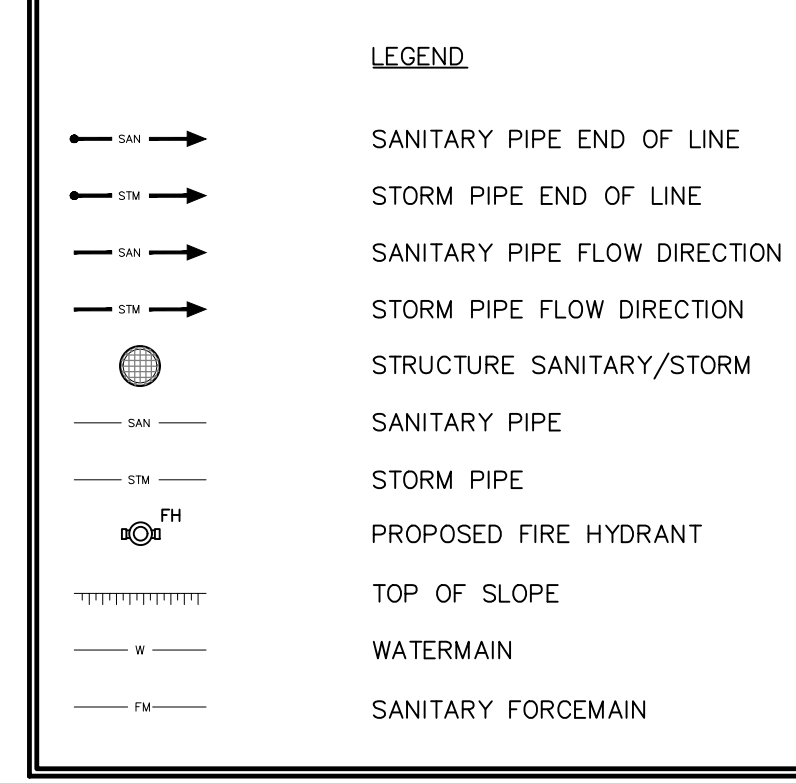 LEGEND
SAN SANITARY PIPE END OF LINE
STM STORM PIPE END OF LINE
SAN SANITARY PIPE FLOW DIRECTION
STM STORM PIPE FLOW DIRECTION
STRUCTURE SANITARY/STORM
SAN SANITARY PIPE
STM STORM PIPE
FH PROPOSED FIRE HYDRANT
TOP OF SLOPE
W WATERMAIN
FM SANITARY FORCEMAIN